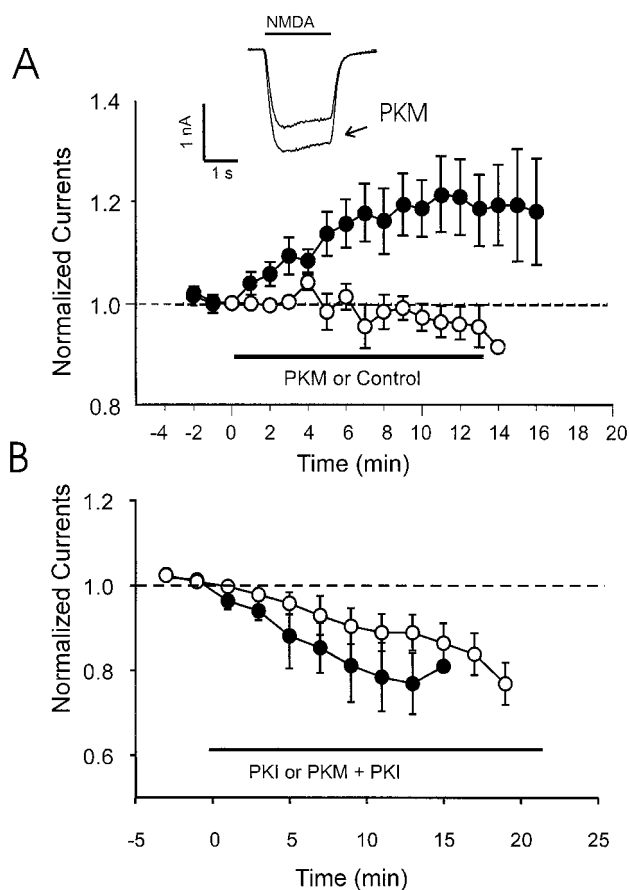 NMDA
A
PKM
1 nA
1 s
1.4
1.2
1.0
0.8
Normalized Currents
PKM or Control
-4 -2 0 2 4 6 8 10 12 14 16 20
Time (min)
B
1.2
1.0
0.8
0.6
Normalized Currents
PKI or PKM + PKI
-5 0 5 10 15 20 25
Time (min)